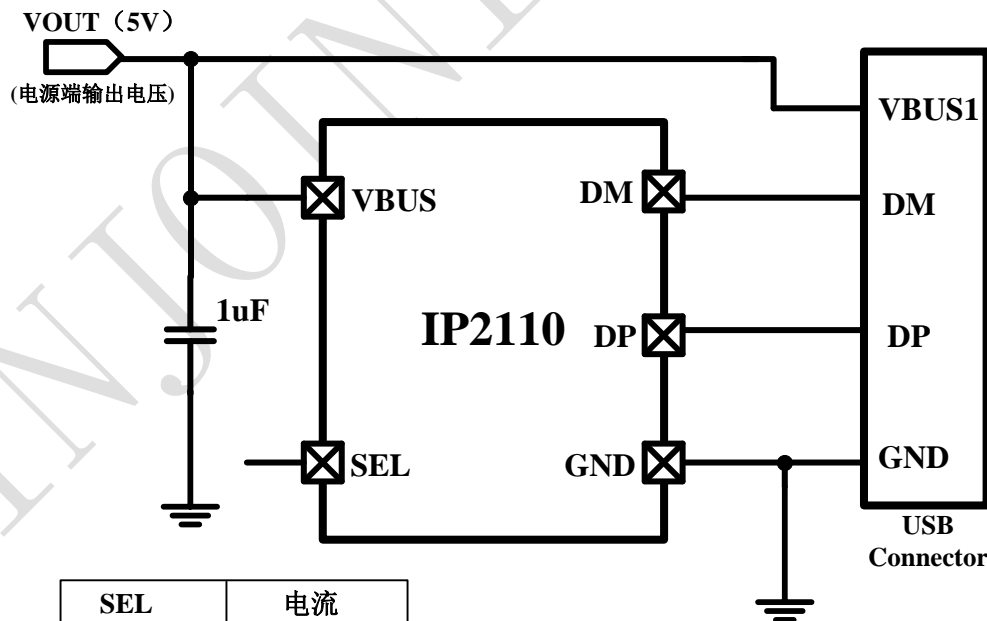 VOUT（5V）
(电源端输出电压)
VBUS1
VBUS
DM
DM
1uF
IP2110
DP
DP
SEL
GND
GND
USB
Connector
SEL 电流
INJOINI